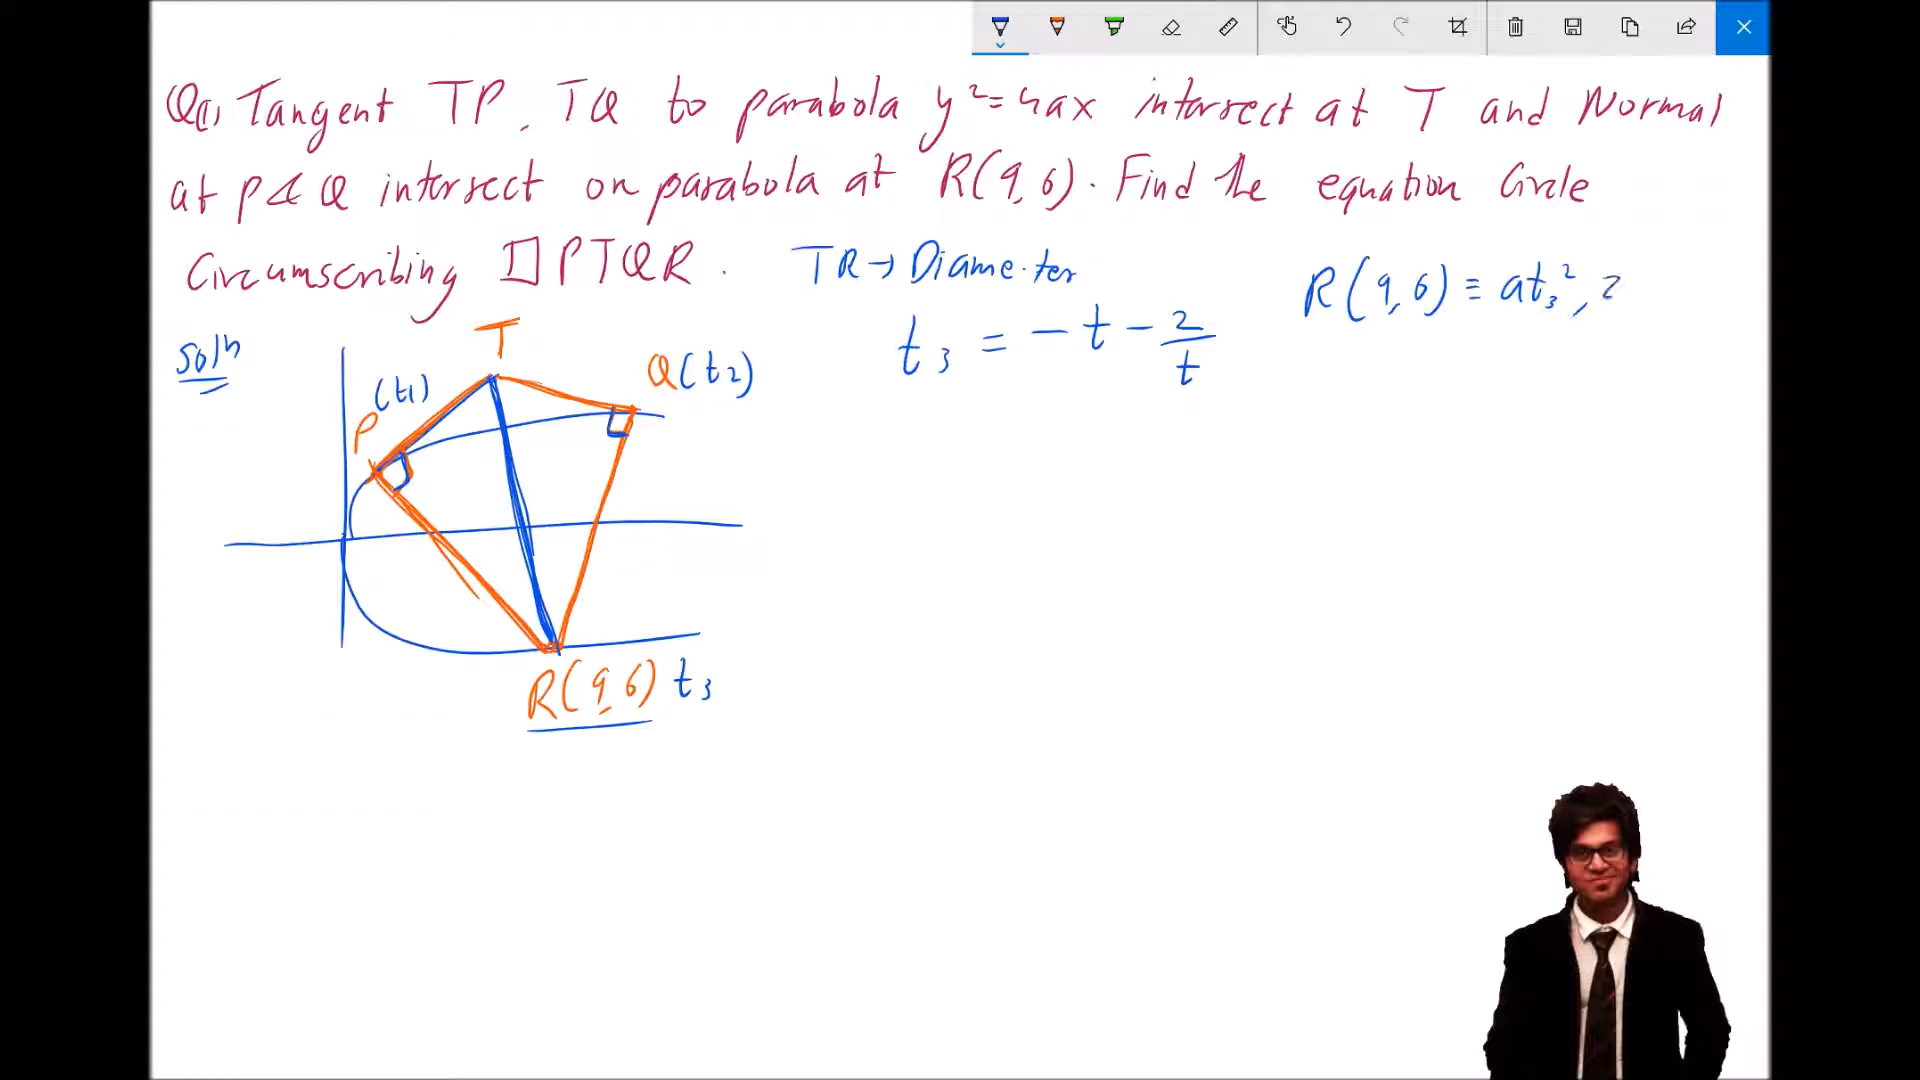 Q(1) Tangent TP, TQ to parabola y²=4ax intersect at T and Normal
at P & Q intersect on parabola at R(9,6). Find the equation Circle
Circumscribing □ PTQR. TR→Diameter
R(9,6) ≡ at₃², 2
t₃ = -t - 2/t
Solⁿ
T
Q(t2)
(t1)
P
R(9,6) t₃